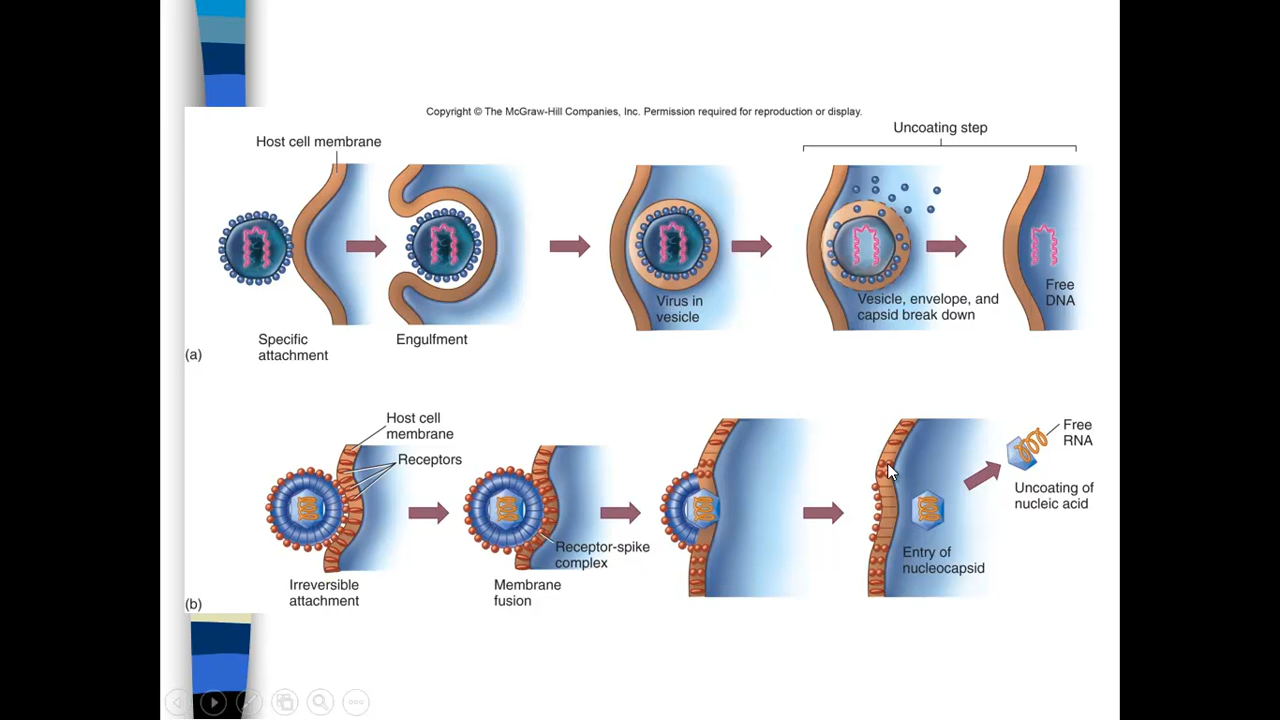 Copyright © The McGraw-Hill Companies, Inc. Permission required for reproduction or display.
Uncoating step
Host cell membrane
Virus in
vesicle
Vesicle, envelope, and
capsid break down
Free
DNA
Specific
attachment
Engulfment
(a)
Host cell
membrane
Receptors
Free
RNA
Uncoating of
nucleic acid
Receptor-spike
complex
Entry of
nucleocapsid
Irreversible
attachment
Membrane
fusion
(b)